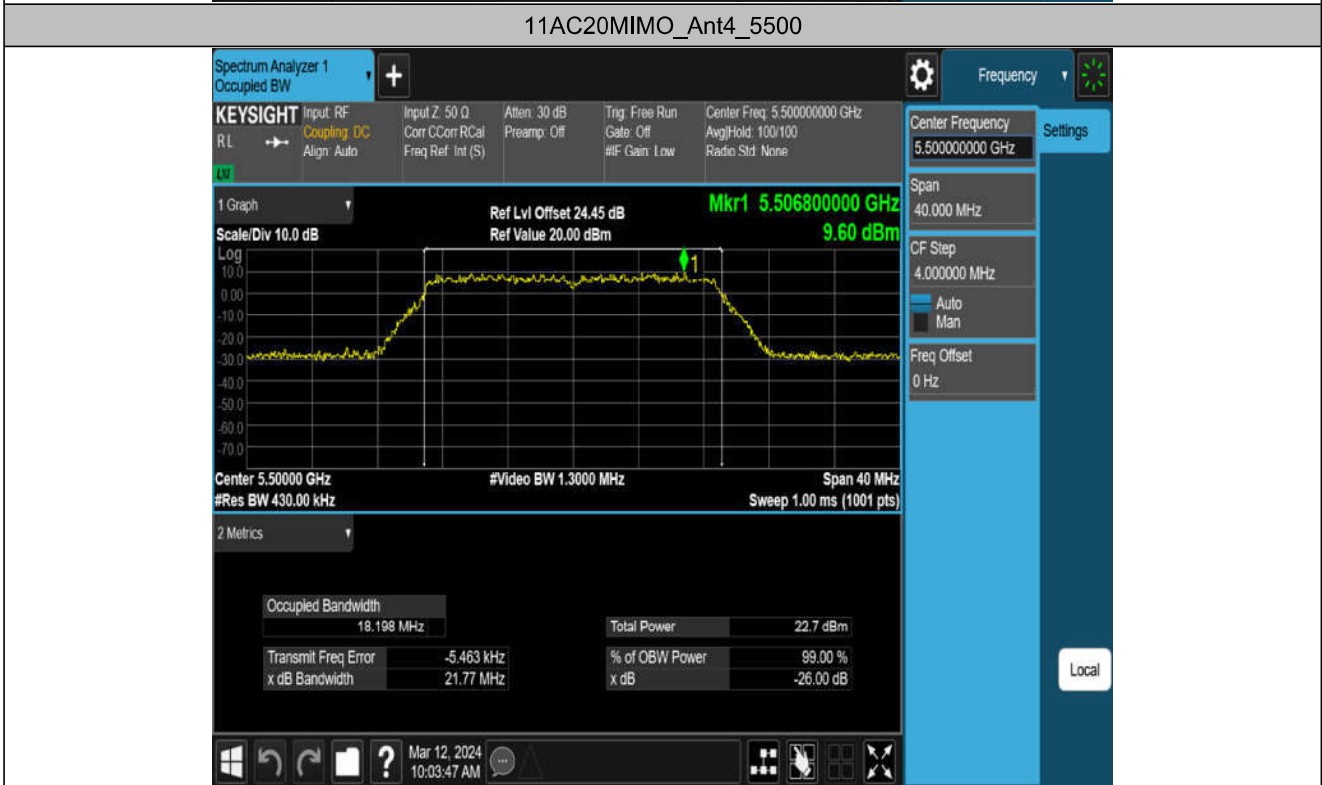 11AC20MIMO_Ant4_5500
Spectrum Analyzer 1
Occupied BW
+
Frequency
KEYSIGHT
RL
LXI
Input: RF
Coupling: DC
Align: Auto
Input Z: 50 Ω
Corr CCorr RCal
Freq Ref: Int (S)
Atten: 30 dB
Preamp: Off
Trig: Free Run
Gate: Off
#IF Gain: Low
Center Freq: 5.500000000 GHz
Avg|Hold: 100/100
Radio Std: None
Center Frequency
5.500000000 GHz
Settings
Span
40.000 MHz
CF Step
4.000000 MHz
Auto
Man
Freq Offset
0 Hz
Local
1 Graph
Scale/Div 10.0 dB
Ref Lvl Offset 24.45 dB
Ref Value 20.00 dBm
Mkr1 5.506800000 GHz
9.60 dBm
Log
10.0
0.00
-10.0
-20.0
-30.0
-40.0
-50.0
-60.0
-70.0
1
Center 5.50000 GHz
#Video BW 1.3000 MHz
Span 40 MHz
#Res BW 430.00 kHz
Sweep 1.00 ms (1001 pts)
2 Metrics
Occupied Bandwidth
18.198 MHz
Total Power 22.7 dBm
Transmit Freq Error -5.463 kHz
% of OBW Power 99.00 %
x dB Bandwidth 21.77 MHz
x dB -26.00 dB
?
Mar 12, 2024
10:03:47 AM